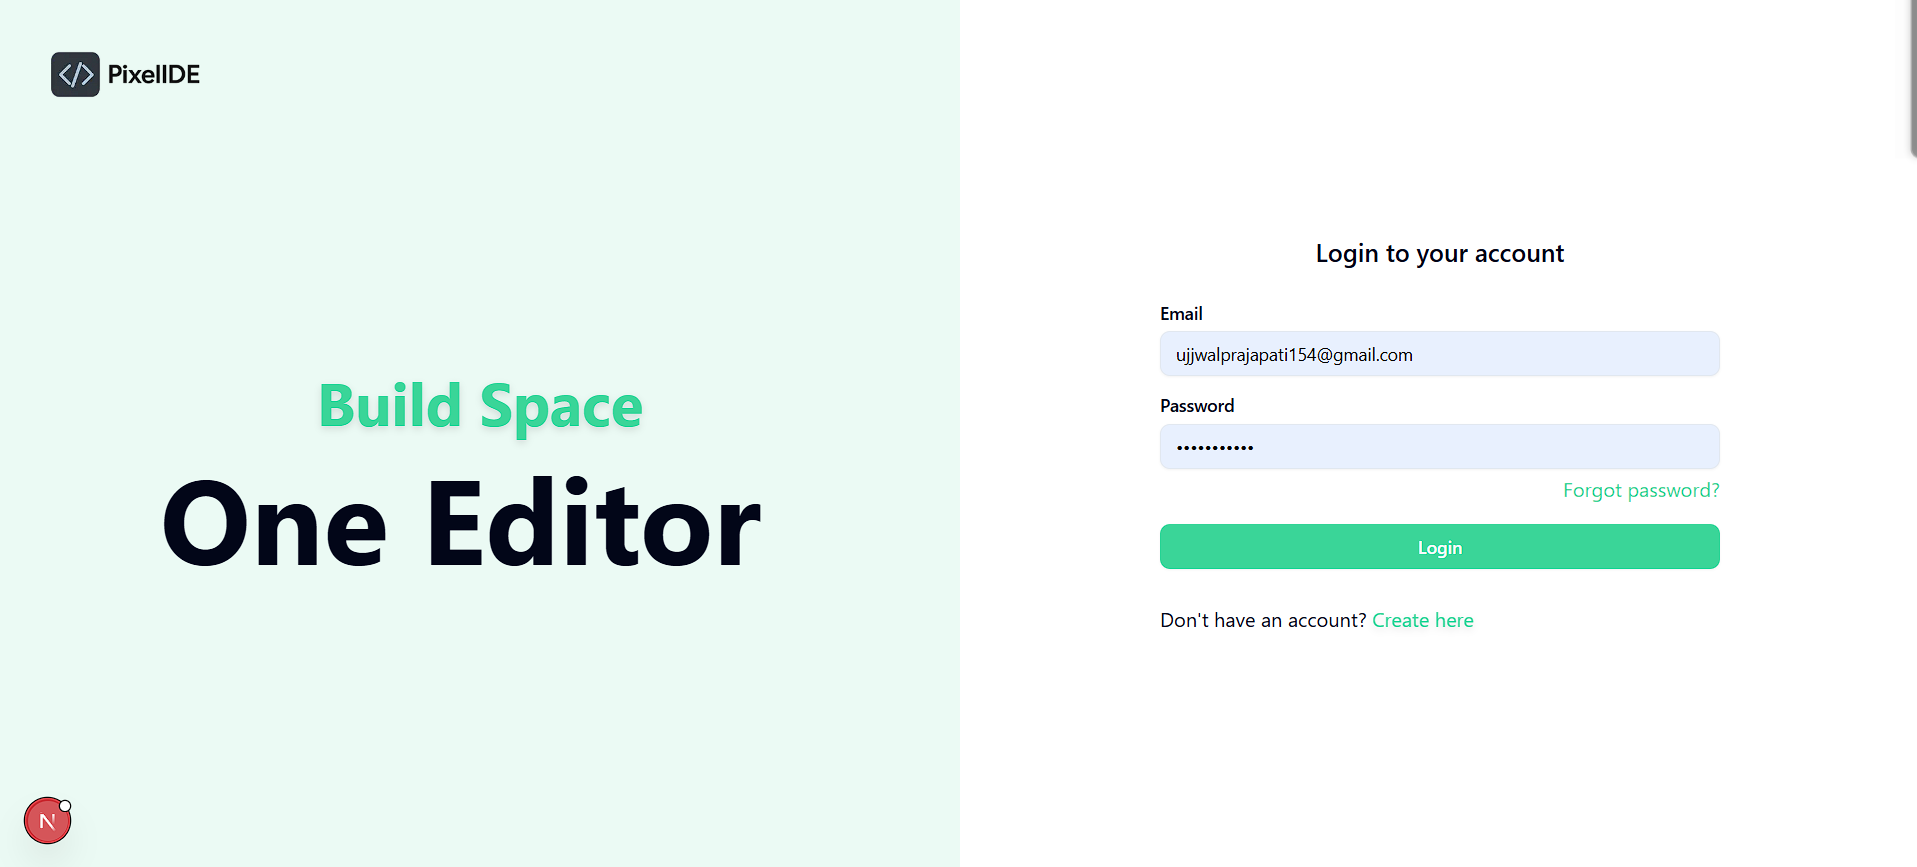 </> PixelIDE
Build Space
One Editor
Login to your account
Email
ujjwalprajapati154@gmail.com
Password
•••••••••••
Forgot password?
Login
Don't have an account? Create here
N